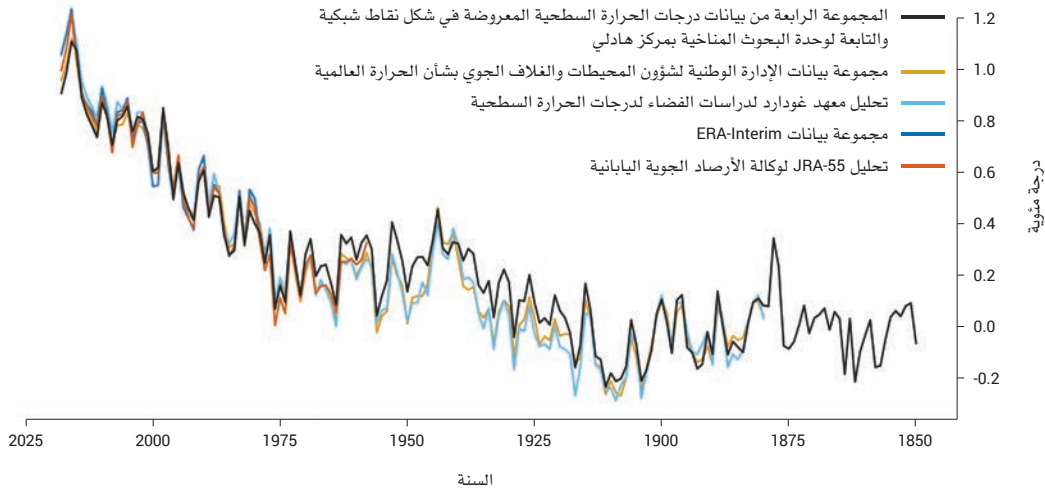 المجموعة الرابعة من بيانات درجات الحرارة السطحية المعروضة في شكل نقاط شبكية
والتابعة لوحدة البحوث المناخية بمركز هادلي
مجموعة بيانات الإدارة الوطنية لشؤون المحيطات والغلاف الجوي بشأن الحرارة العالمية
تحليل معهد غودارد لدراسات الفضاء لدرجات الحرارة السطحية
مجموعة بيانات ERA-Interim
تحليل JRA-55 لوكالة الأرصاد الجوية اليابانية
1.2
1.0
0.8
0.6
0.4
0.2
0.0
-0.2
درجة مئوية
2025 2000 1975 1950 1925 1900 1875 1850
السنة